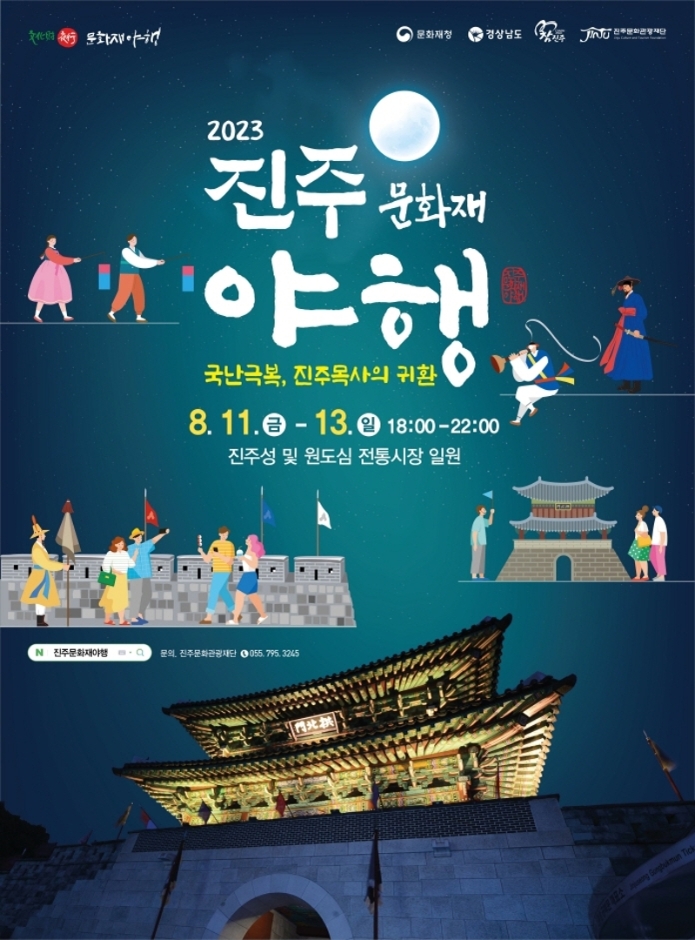 문화재야행
문화재청
경상남도
진주문화관광재단
2023
진주 문화재
야행
국난극복, 진주목사의 귀환
8. 11. 금 - 13. 일 18:00-22:00
진주성 및 원도심 전통시장 일원
N 진주문화재야행
문의. 진주문화관광재단 055. 795. 3245
拱北門